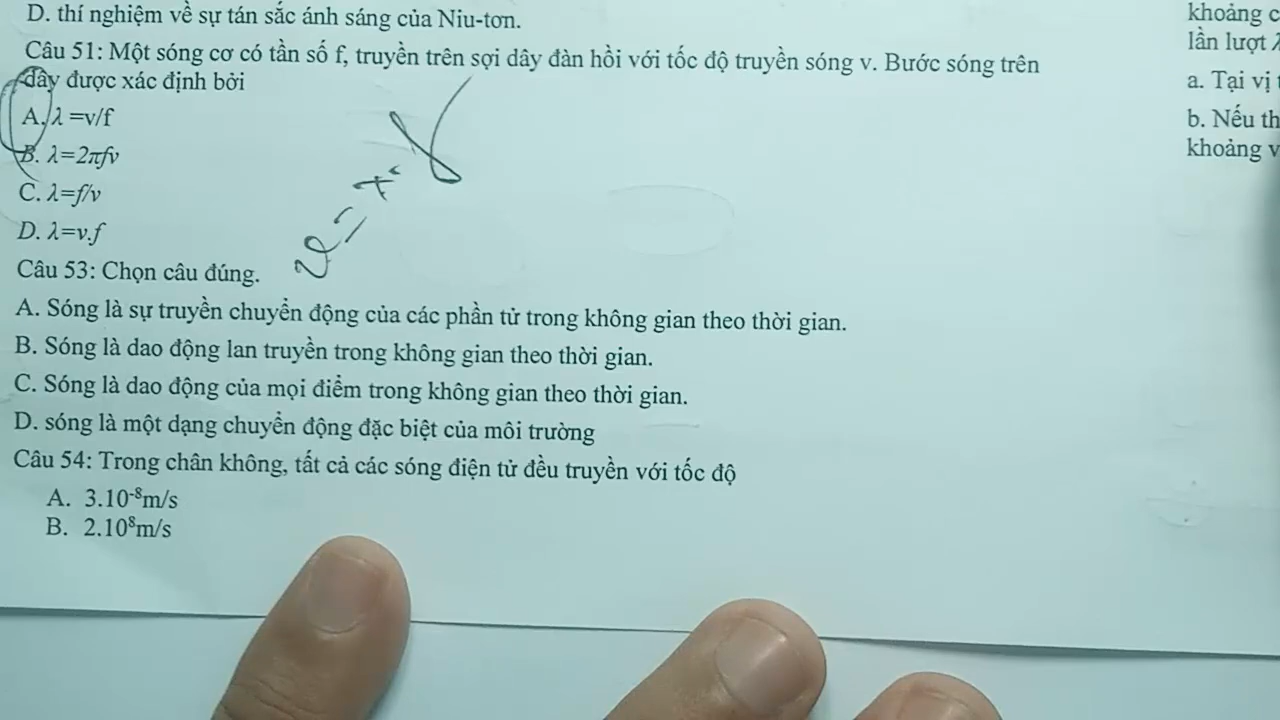 D. thí nghiệm về sự tán sắc ánh sáng của Niu-tơn.
Câu 51: Một sóng cơ có tần số f, truyền trên sợi dây đàn hồi với tốc độ truyền sóng v. Bước sóng trên
dây được xác định bởi
A. λ =v/f
B. λ=2πfv
C. λ=f/v
D. λ=v.f
Câu 53: Chọn câu đúng.
A. Sóng là sự truyền chuyển động của các phần tử trong không gian theo thời gian.
B. Sóng là dao động lan truyền trong không gian theo thời gian.
C. Sóng là dao động của mọi điểm trong không gian theo thời gian.
D. sóng là một dạng chuyển động đặc biệt của môi trường
Câu 54: Trong chân không, tất cả các sóng điện từ đều truyền với tốc độ
A. 3.10⁻⁸m/s
B. 2.10⁸m/s
khoảng
lần lượt
a. Tại vị
b. Nếu
khoảng